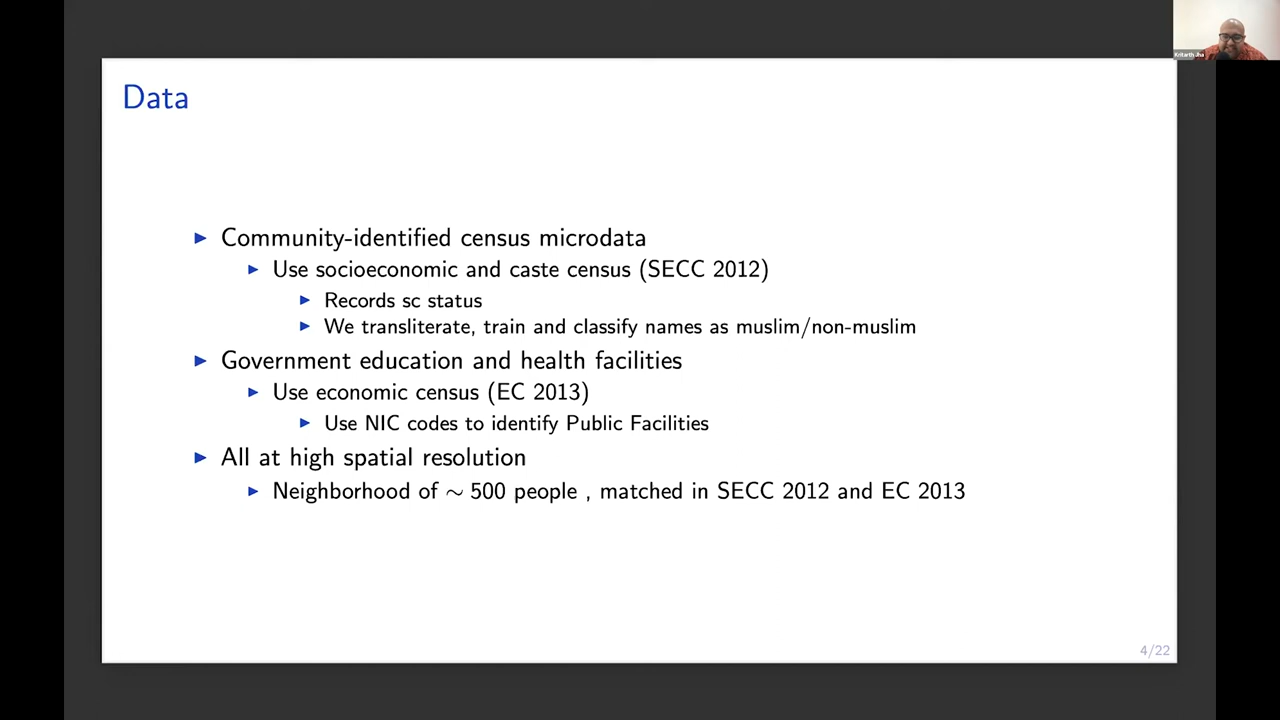 Kritarth Jha
Data
Community-identified census microdata
Use socioeconomic and caste census (SECC 2012)
Records sc status
We transliterate, train and classify names as muslim/non-muslim
Government education and health facilities
Use economic census (EC 2013)
Use NIC codes to identify Public Facilities
All at high spatial resolution
Neighborhood of ∼ 500 people , matched in SECC 2012 and EC 2013
4/22